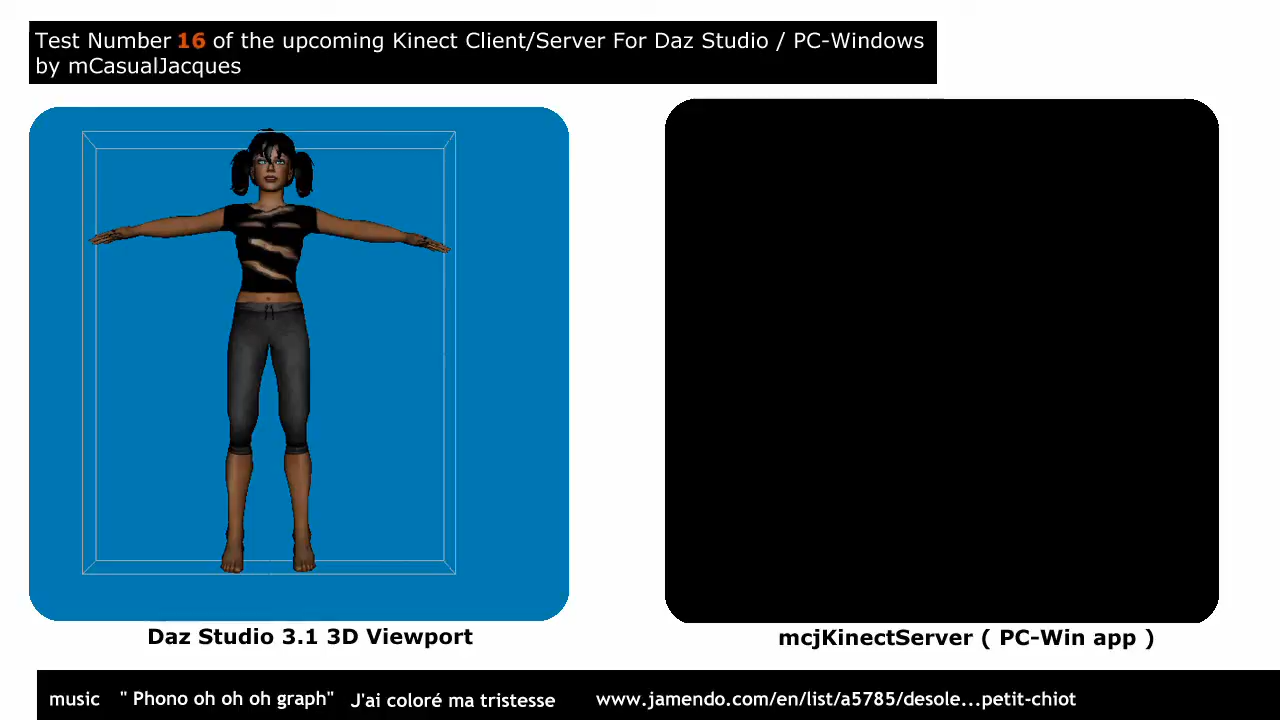 Test Number 16 of the upcoming Kinect Client/Server For Daz Studio / PC-Windows
by mCasualJacques
Daz Studio 3.1 3D Viewport
mcjKinectServer ( PC-Win app )
music " Phono oh oh oh graph" J'ai coloré ma tristesse www.jamendo.com/en/list/a5785/desole...petit-chiot